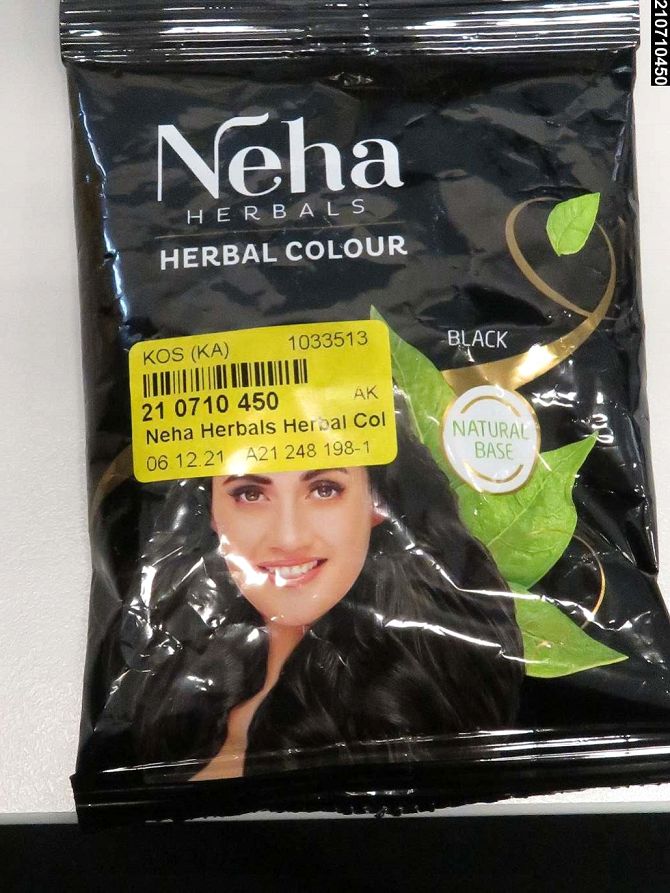 210710450
Neha
HERBALS
HERBAL COLOUR
BLACK
NATURAL
BASE
KOS (KA) 1033513
21 0710 450 AK
Neha Herbals Herbal Col
06 12.21 A21 248 198-1